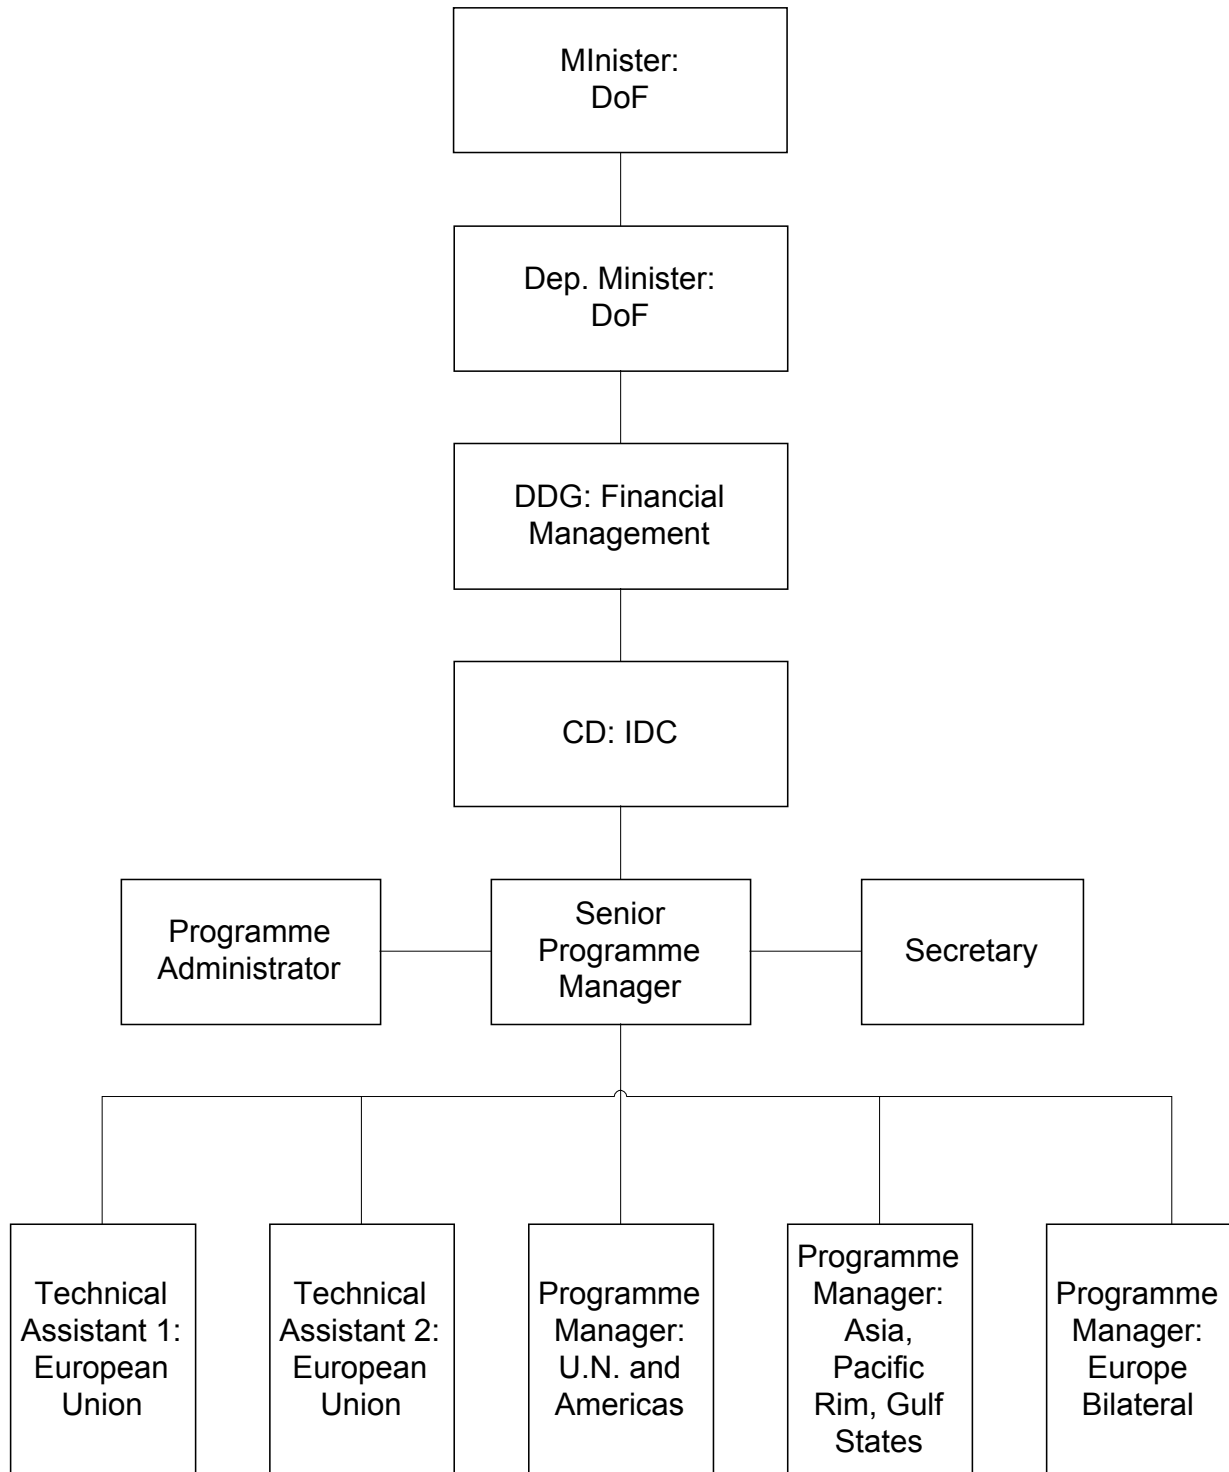 MInister:
DoF
Dep. Minister:
DoF
DDG: Financial
Management
CD: IDC
Programme
Administrator
Senior
Programme
Manager
Secretary
Technical
Assistant 1:
European
Union
Technical
Assistant 2:
European
Union
Programme
Manager:
U.N. and
Americas
Programme
Manager:
Asia,
Pacific
Rim, Gulf
States
Programme
Manager:
Europe
Bilateral